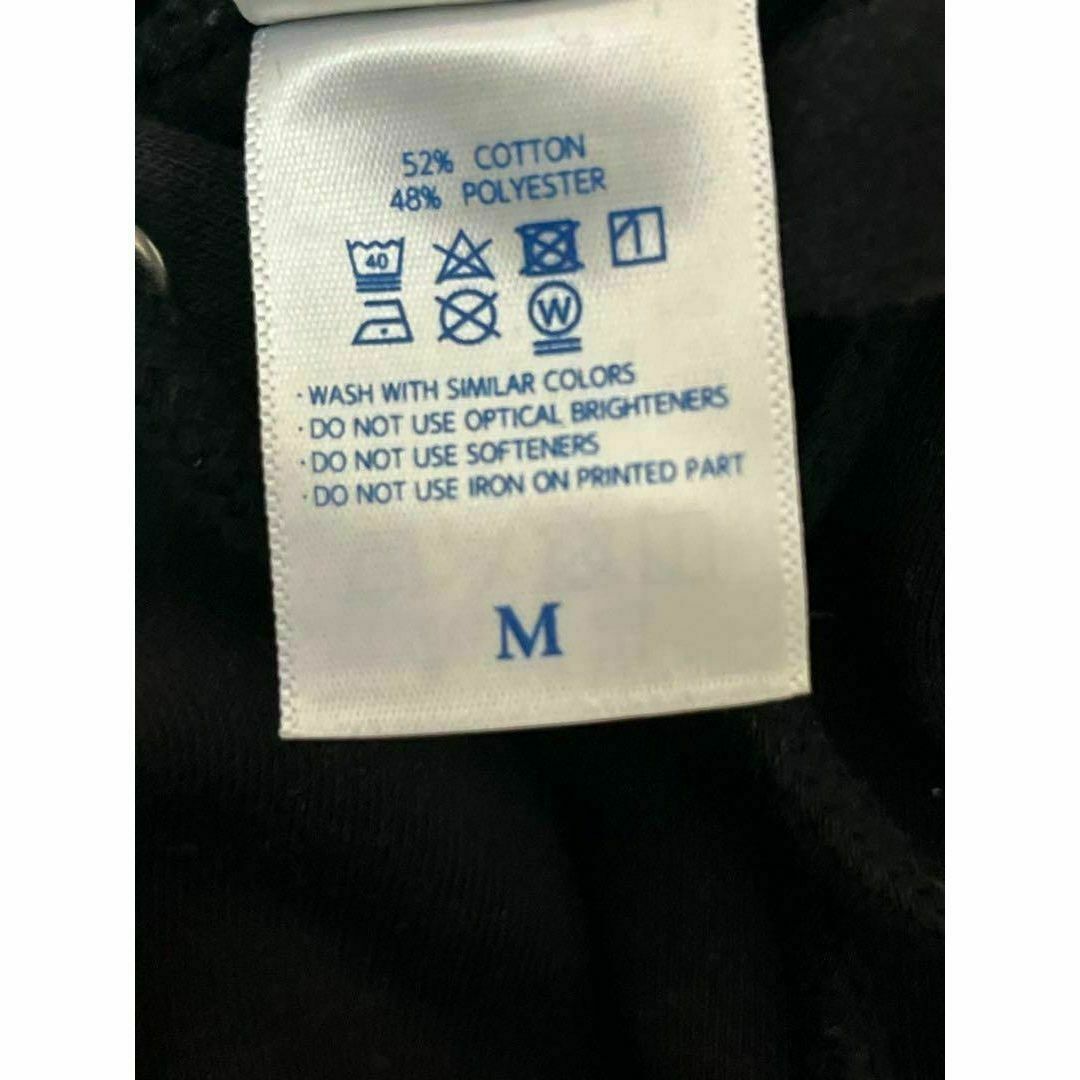 52% COTTON
48% POLYESTER
40
W
· WASH WITH SIMILAR COLORS
· DO NOT USE OPTICAL BRIGHTENERS
· DO NOT USE SOFTENERS
· DO NOT USE IRON ON PRINTED PART
M